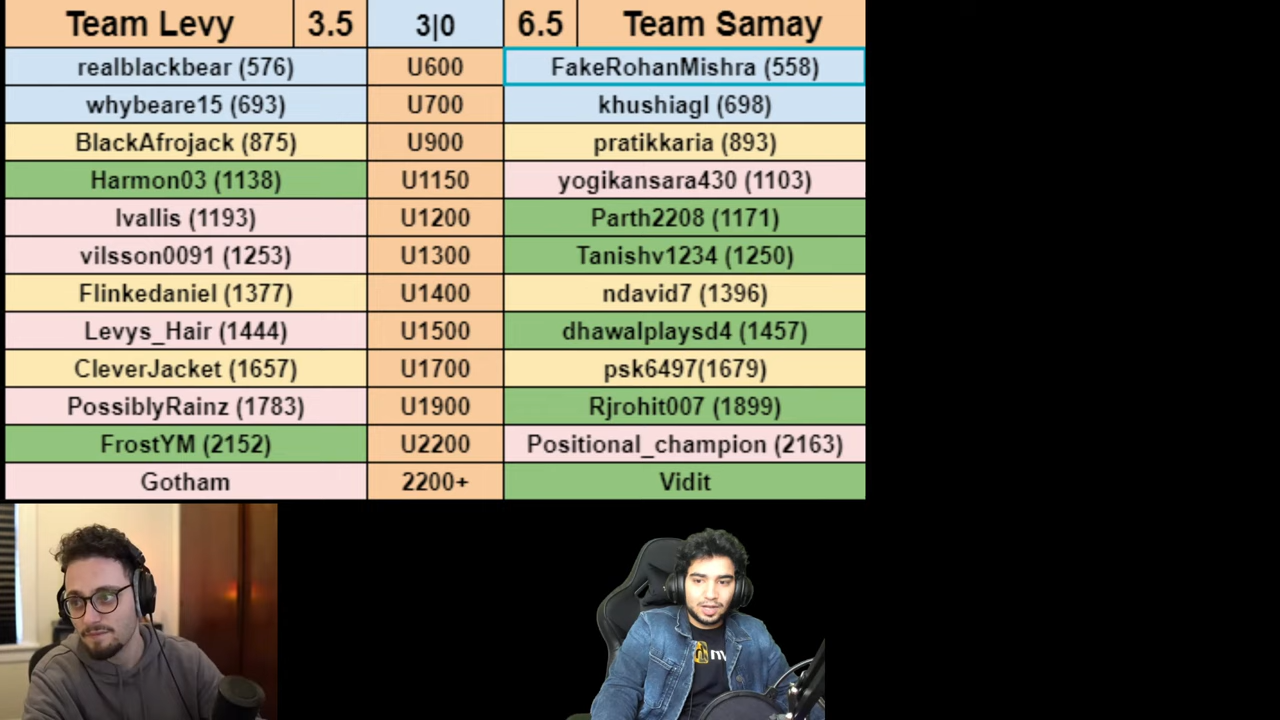 Team Levy 3.5 3|0 6.5 Team Samay
realblackbear (576) U600 FakeRohanMishra (558)
whybeare15 (693) U700 khushiagl (698)
BlackAfrojack (875) U900 pratikkaria (893)
Harmon03 (1138) U1150 yogikansara430 (1103)
lvallis (1193) U1200 Parth2208 (1171)
vilsson0091 (1253) U1300 Tanishv1234 (1250)
Flinkedaniel (1377) U1400 ndavid7 (1396)
Levys_Hair (1444) U1500 dhawalplaysd4 (1457)
CleverJacket (1657) U1700 psk6497(1679)
PossiblyRainz (1783) U1900 Rjrohit007 (1899)
FrostYM (2152) U2200 Positional_champion (2163)
Gotham 2200+ Vidit